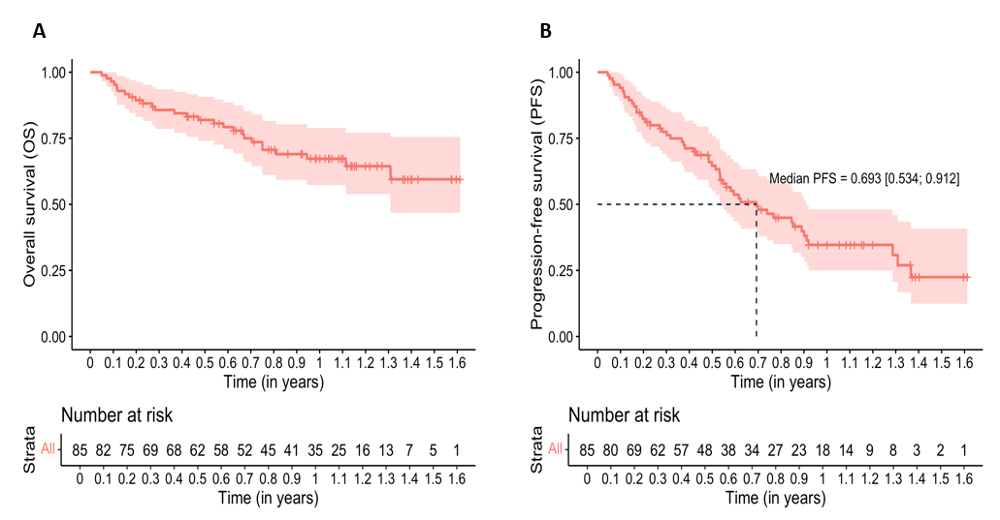 A
Overall survival (OS)
1.00
0.75
0.50
0.25
0.00
0 0.1 0.2 0.3 0.4 0.5 0.6 0.7 0.8 0.9 1 1.1 1.2 1.3 1.4 1.5 1.6
Time (in years)
Number at risk
Strata
All 85 82 75 69 68 62 58 52 45 41 35 25 16 13 7 5 1
0 0.1 0.2 0.3 0.4 0.5 0.6 0.7 0.8 0.9 1 1.1 1.2 1.3 1.4 1.5 1.6
Time (in years)
B
Progression-free survival (PFS)
1.00
0.75
0.50
0.25
0.00
Median PFS = 0.693 [0.534; 0.912]
0 0.1 0.2 0.3 0.4 0.5 0.6 0.7 0.8 0.9 1 1.1 1.2 1.3 1.4 1.5 1.6
Time (in years)
Number at risk
Strata
All 85 80 69 62 57 48 38 34 27 23 18 14 9 8 3 2 1
0 0.1 0.2 0.3 0.4 0.5 0.6 0.7 0.8 0.9 1 1.1 1.2 1.3 1.4 1.5 1.6
Time (in years)